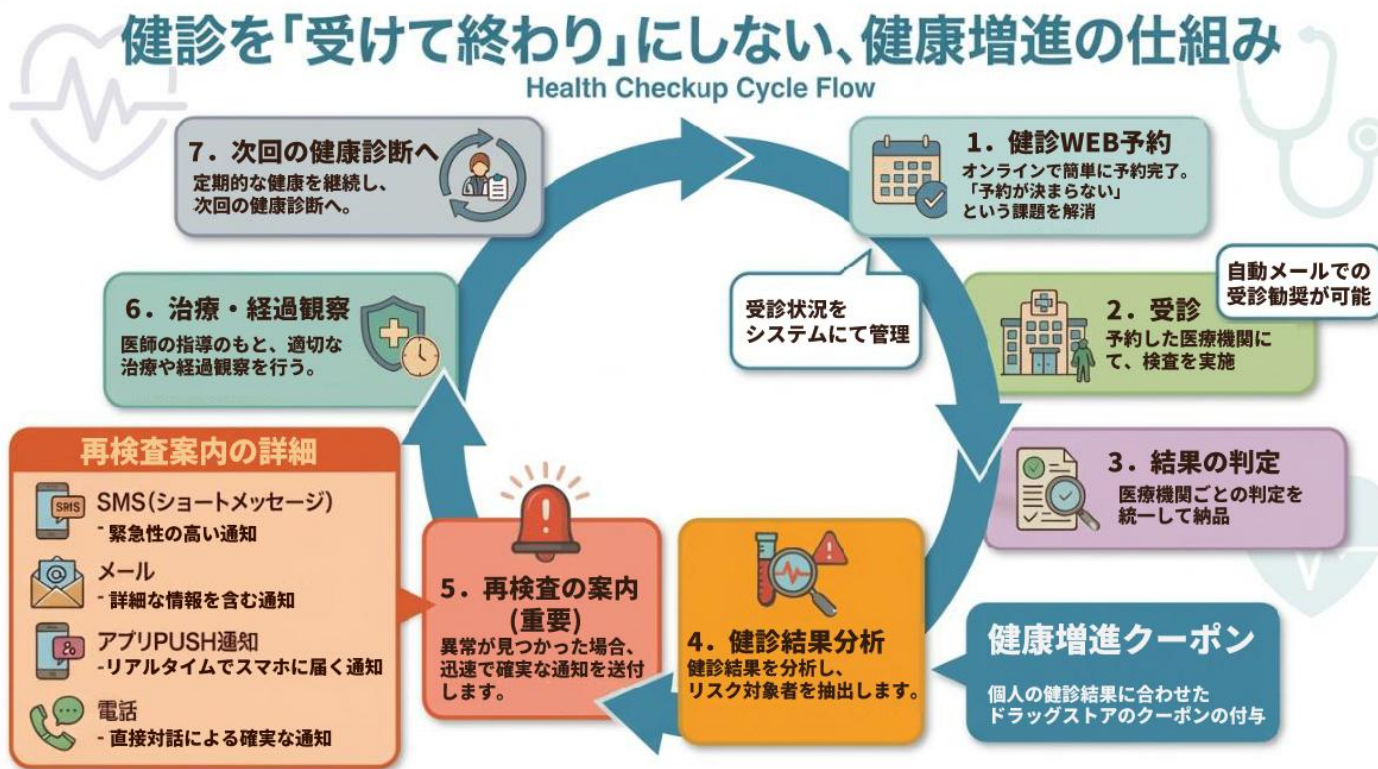 健診を「受けて終わり」にしない、健康増進の仕組み
Health Checkup Cycle Flow
1. 健診WEB予約
オンラインで簡単に予約完了。
「予約が決まらない」
という課題を解消
受診状況を
システムにて管理
自動メールでの
受診勧奨が可能
2. 受診
予約した医療機関に
て、検査を実施
3. 結果の判定
医療機関ごとの判定を
統一して納品
4. 健診結果分析
健診結果を分析し、
リスク対象者を抽出します。
健康増進クーポン
個人の健診結果に合わせた
ドラッグストアのクーポンの付与
5. 再検査の案内
(重要)
異常が見つかった場合、
迅速で確実な通知を送付
します。
再検査案内の詳細
SMS(ショートメッセージ)
- 緊急性の高い通知
メール
- 詳細な情報を含む通知
アプリPUSH通知
-リアルタイムでスマホに届く通知
電話
- 直接対話による確実な通知
6. 治療・経過観察
医師の指導のもと、適切な
治療や経過観察を行う。
7. 次回の健康診断へ
定期的な健康を継続し、
次回の健康診断へ。